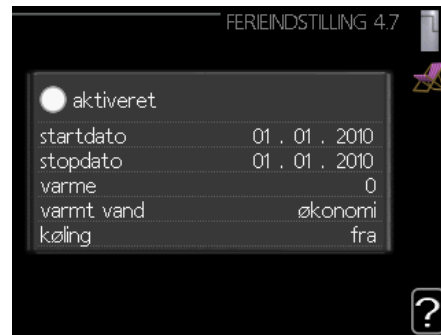 FERIEINDSTILLING 4.7
aktiveret
startdato 01 . 01 . 2010
stopdato 01 . 01 . 2010
varme 0
varmt vand økonomi
køling fra
?